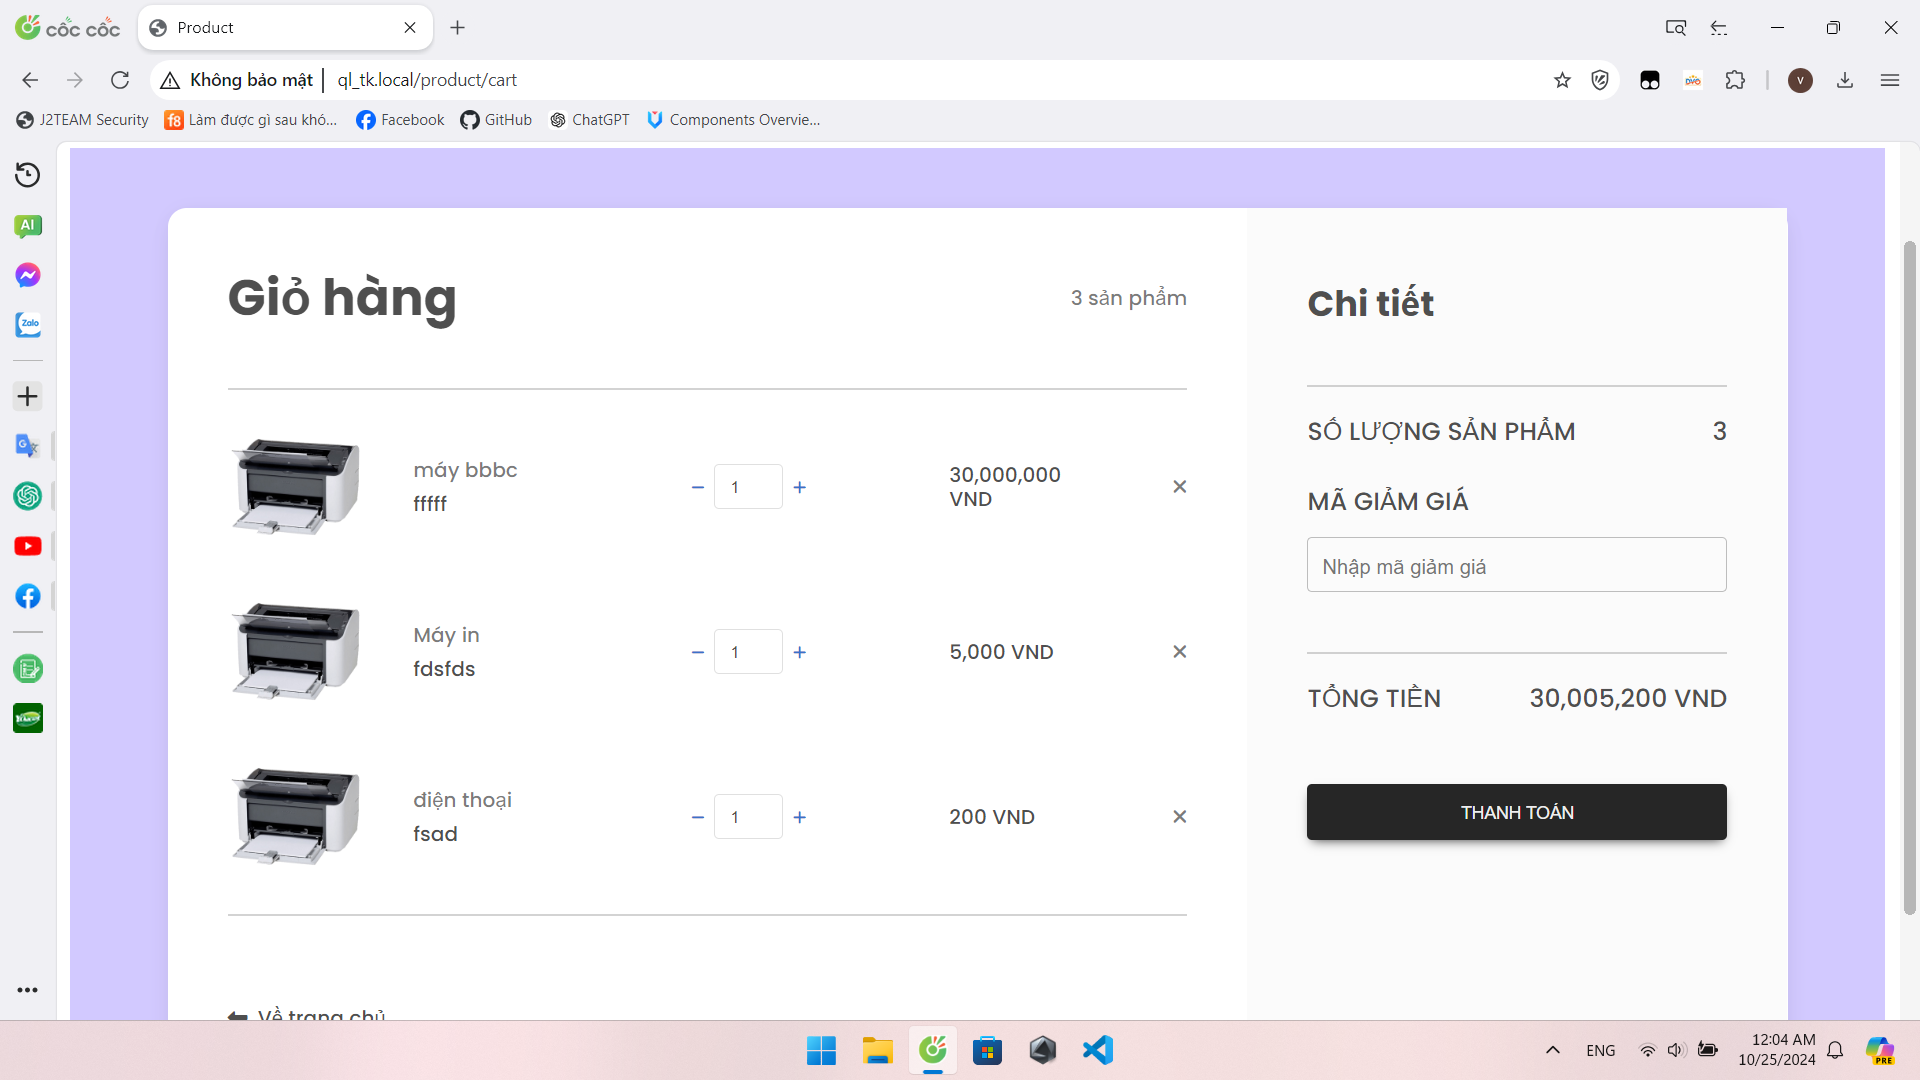 cốc cốc
Product
Không bảo mật
ql_tk.local/product/cart
V
J2TEAM Security
f8
Làm được gì sau khó...
Facebook
GitHub
ChatGPT
Components Overvie...
AI
Zalo
Giỏ hàng
3 sản phẩm
máy bbbc
fffff
1
30,000,000
VND
Máy in
fdsfds
1
5,000 VND
điện thoại
fsad
1
200 VND
Về trang chủ
Chi tiết
SỐ LƯỢNG SẢN PHẨM
3
MÃ GIẢM GIÁ
Nhập mã giảm giá
TỔNG TIỀN
30,005,200 VND
THANH TOÁN
ENG
12:04 AM
10/25/2024
PRE